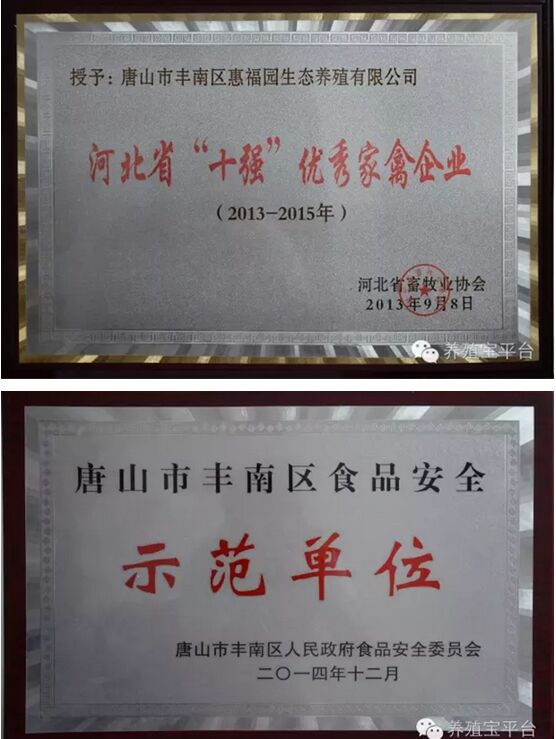 授予：唐山市丰南区惠福园生态养殖有限公司
河北省“十强”优秀家禽企业
（2013-2015年）
河北省畜牧业协会
2013年9月8日
养殖宝平台
唐山市丰南区食品安全
示范单位
唐山市丰南区人民政府食品安全委员会
二〇一四年十二月
养殖宝平台